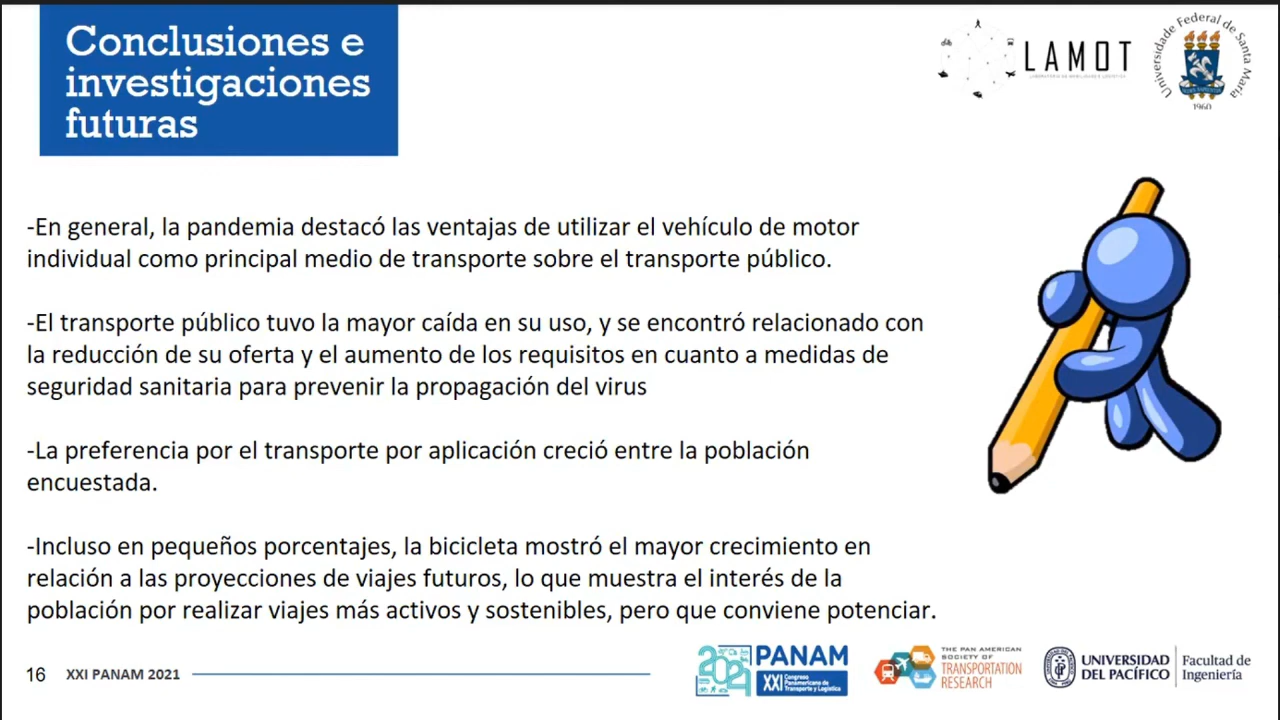 Conclusiones e
investigaciones
futuras
LAMOT
Universidade Federal de Santa Maria
1960
-En general, la pandemia destacó las ventajas de utilizar el vehículo de motor
individual como principal medio de transporte sobre el transporte público.
-El transporte público tuvo la mayor caída en su uso, y se encontró relacionado con
la reducción de su oferta y el aumento de los requisitos en cuanto a medidas de
seguridad sanitaria para prevenir la propagación del virus
-La preferencia por el transporte por aplicación creció entre la población
encuestada.
-Incluso en pequeños porcentajes, la bicicleta mostró el mayor crecimiento en
relación a las proyecciones de viajes futuros, lo que muestra el interés de la
población por realizar viajes más activos y sostenibles, pero que conviene potenciar.
16 XXI PANAM 2021
2021
PANAM
XXI Congreso
Panamericano de
Transporte y Logística
THE PAN AMERICAN
SOCIETY OF
TRANSPORTATION
RESEARCH
UNIVERSIDAD
DEL PACÍFICO
Facultad de
Ingeniería